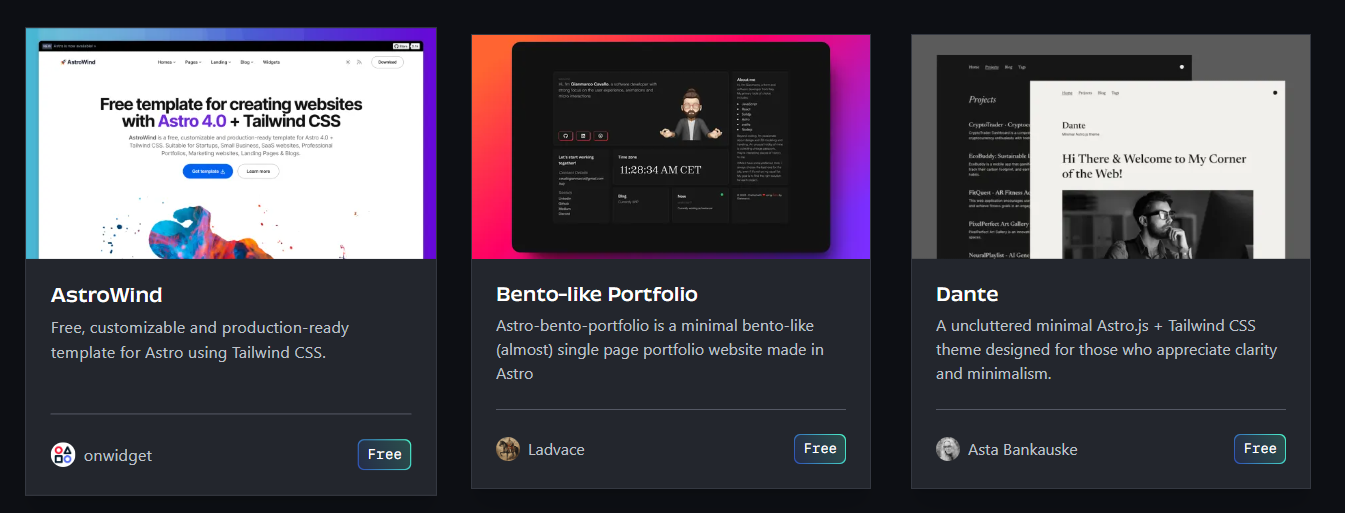 AstroWind
Homes Pages Landing Blog Widgets
Download
Free template for creating websites
with Astro 4.0 + Tailwind CSS
AstroWind is a free, customizable and production-ready template for Astro 4.0 +
Tailwind CSS. Suitable for Startups, Small Business, SaaS websites, Professional
Portfolios, Marketing websites, Landing Pages & Blogs.
Get template
Learn more
AstroWind
Free, customizable and production-ready
template for Astro using Tailwind CSS.
onwidget
Free
Hi, I'm Gianmarco Cavallo, a software developer with
strong focus on the user experience, animations and
micro interactions.
About me
Let's start working
together!
Contact Details
Time zone
11:28:34 AM CET
Blog
Now
Bento-like Portfolio
Astro-bento-portfolio is a minimal bento-like
(almost) single page portfolio website made in
Astro
Ladvace
Free
Home Projects Blog Tags
Projects
CryptoTrader - Cryptoc
EcoBuddy: Sustainable
FitQuest - AR Fitness Ac
PixelPerfect Art Gallery
NeuralPlaylist - AI Gene
Home Projects Blog Tags
Dante
Minimal Astro.js theme
Hi There & Welcome to My Corner
of the Web!
Dante
A uncluttered minimal Astro.js + Tailwind CSS
theme designed for those who appreciate clarity
and minimalism.
Asta Bankauske
Free